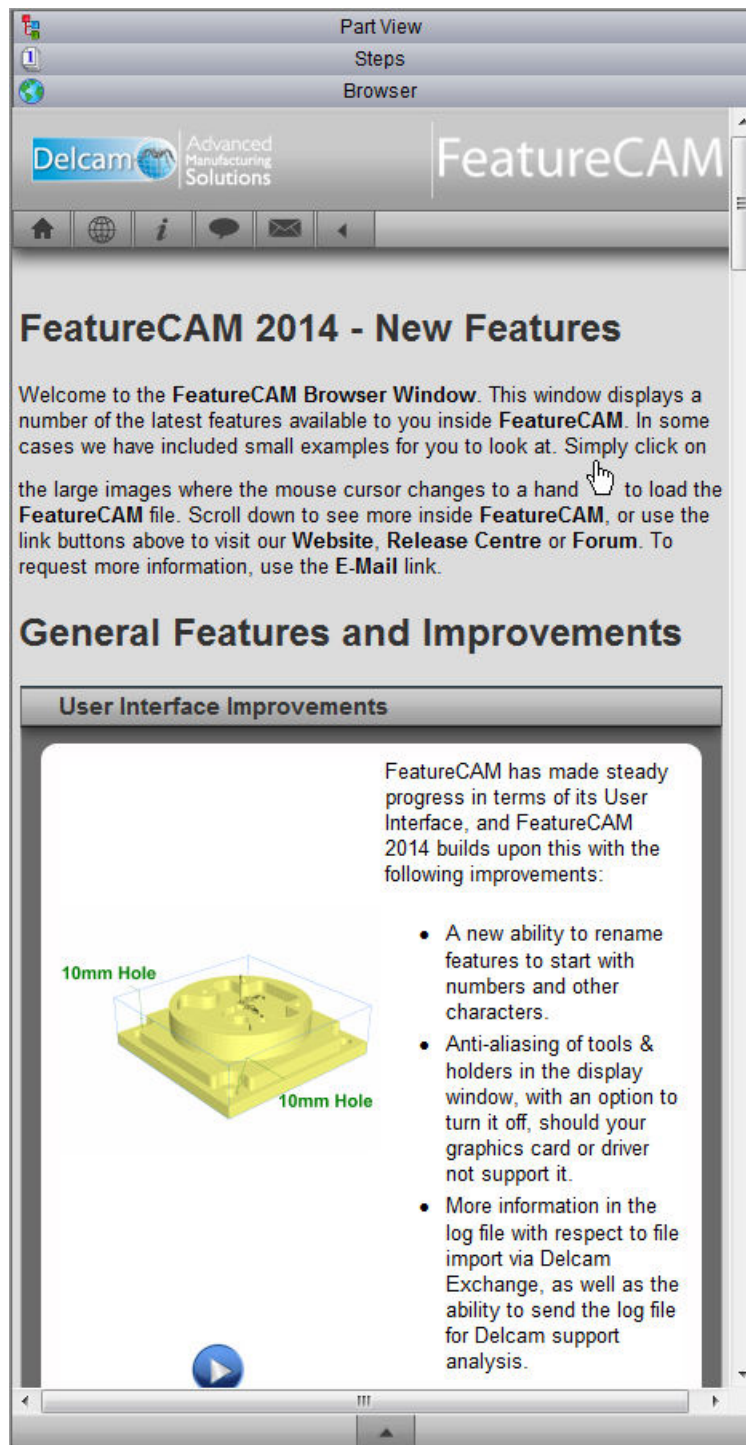 Part View
1
Steps
Browser
Delcam
Advanced
Manufacturing
Solutions
FeatureCAM
i
FeatureCAM 2014 - New Features
Welcome to the FeatureCAM Browser Window. This window displays a
number of the latest features available to you inside FeatureCAM. In some
cases we have included small examples for you to look at. Simply click on
the large images where the mouse cursor changes to a hand to load the
FeatureCAM file. Scroll down to see more inside FeatureCAM, or use the
link buttons above to visit our Website, Release Centre or Forum. To
request more information, use the E-Mail link.
General Features and Improvements
User Interface Improvements
FeatureCAM has made steady
progress in terms of its User
Interface, and FeatureCAM
2014 builds upon this with the
following improvements:
10mm Hole
10mm Hole
• A new ability to rename
features to start with
numbers and other
characters.
• Anti-aliasing of tools &
holders in the display
window, with an option to
turn it off, should your
graphics card or driver
not support it.
• More information in the
log file with respect to file
import via Delcam
Exchange, as well as the
ability to send the log file
for Delcam support
analysis.